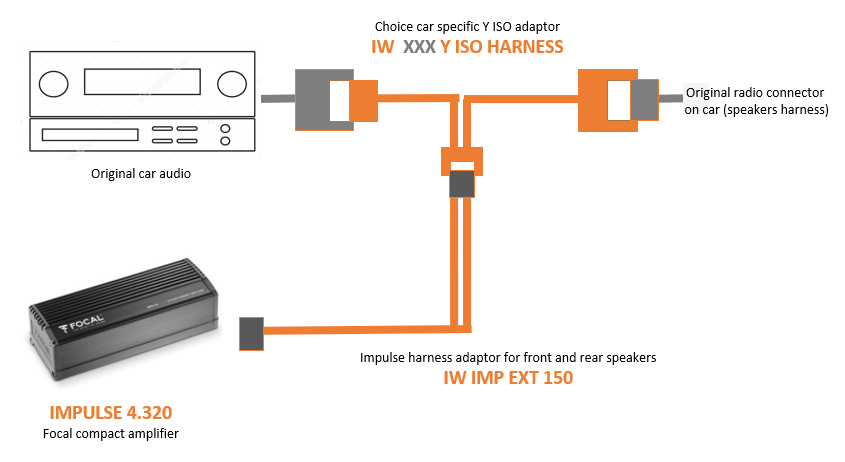 Choice car specific Y ISO adaptor
IW XXX Y ISO HARNESS
Original radio connector
on car (speakers harness)
Original car audio
FOCAL
Impulse harness adaptor for front and rear speakers
IW IMP EXT 150
IMPULSE 4.320
Focal compact amplifier